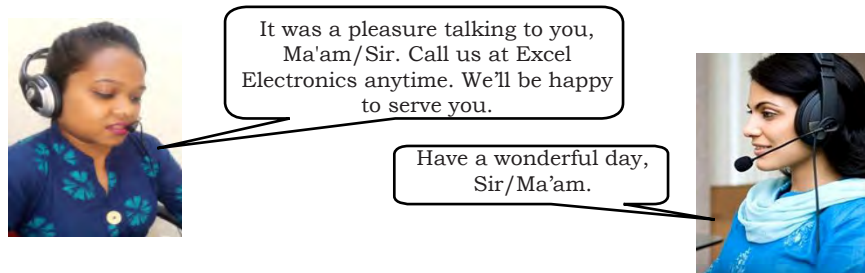 It was a pleasure talking to you,
Ma'am/Sir. Call us at Excel
Electronics anytime. We’ll be happy
to serve you.
Have a wonderful day,
Sir/Ma’am.